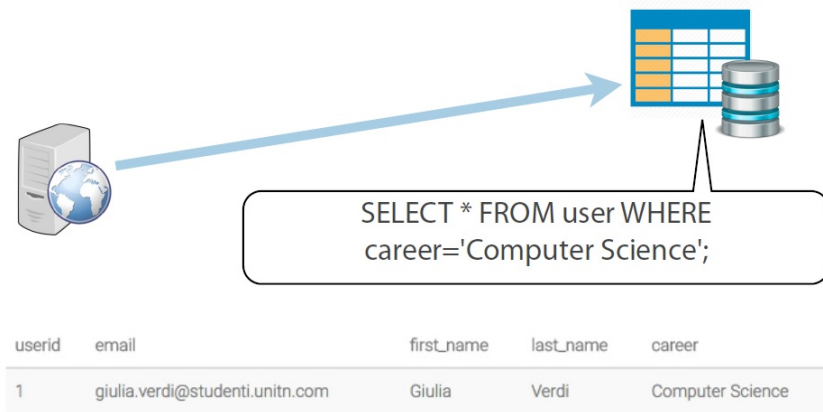 SELECT * FROM user WHERE
career='Computer Science';
userid email first_name last_name career
1 giulia.verdi@studenti.unitn.com Giulia Verdi Computer Science